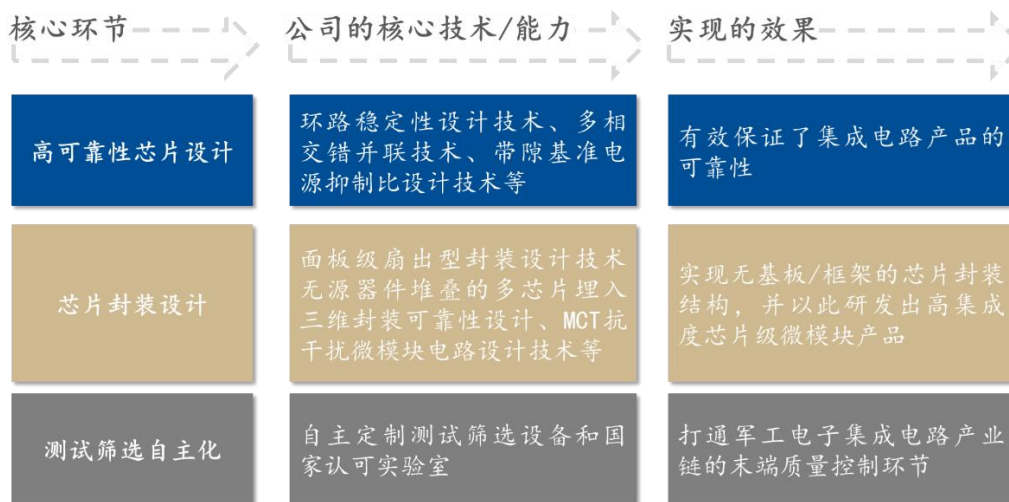 核心环节
公司的核心技术/能力
实现的效果
高可靠性芯片设计
环路稳定性设计技术、多相
交错并联技术、带隙基准电
源抑制比设计技术等
有效保证了集成电路产品的
可靠性
芯片封装设计
面板级扇出型封装设计技术
无源器件堆叠的多芯片埋入
三维封装可靠性设计、MCT抗
干扰微模块电路设计技术等
实现无基板/框架的芯片封装
结构，并以此研发出高集成
度芯片级微模块产品
测试筛选自主化
自主定制测试筛选设备和国
家认可实验室
打通军工电子集成电路产业
链的末端质量控制环节